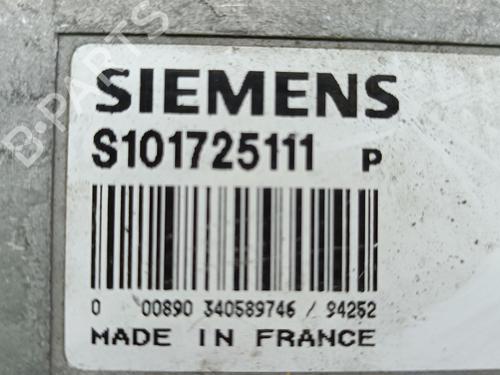 SIEMENS
S101725111 P
0 00890 340589746 / 94252
MADE IN FRANCE
B-PARTS